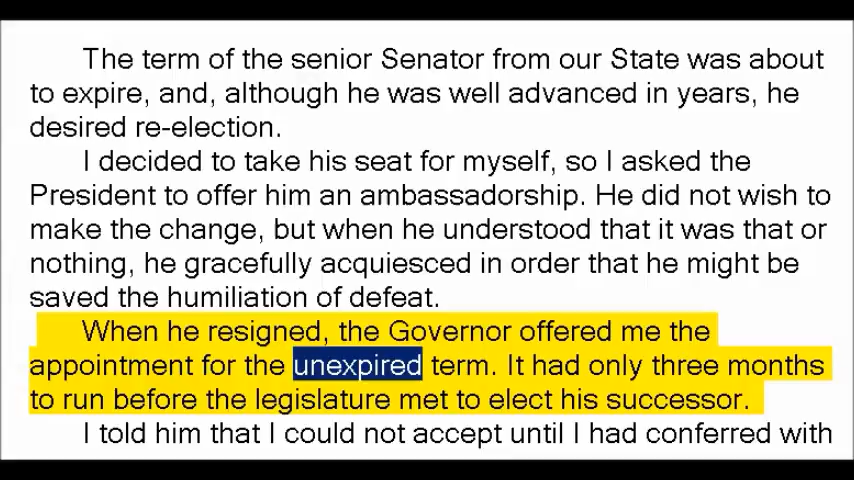 The term of the senior Senator from our State was about
to expire, and, although he was well advanced in years, he
desired re-election.
I decided to take his seat for myself, so I asked the
President to offer him an ambassadorship. He did not wish to
make the change, but when he understood that it was that or
nothing, he gracefully acquiesced in order that he might be
saved the humiliation of defeat.
When he resigned, the Governor offered me the
appointment for the unexpired term. It had only three months
to run before the legislature met to elect his successor.
I told him that I could not accept until I had conferred with